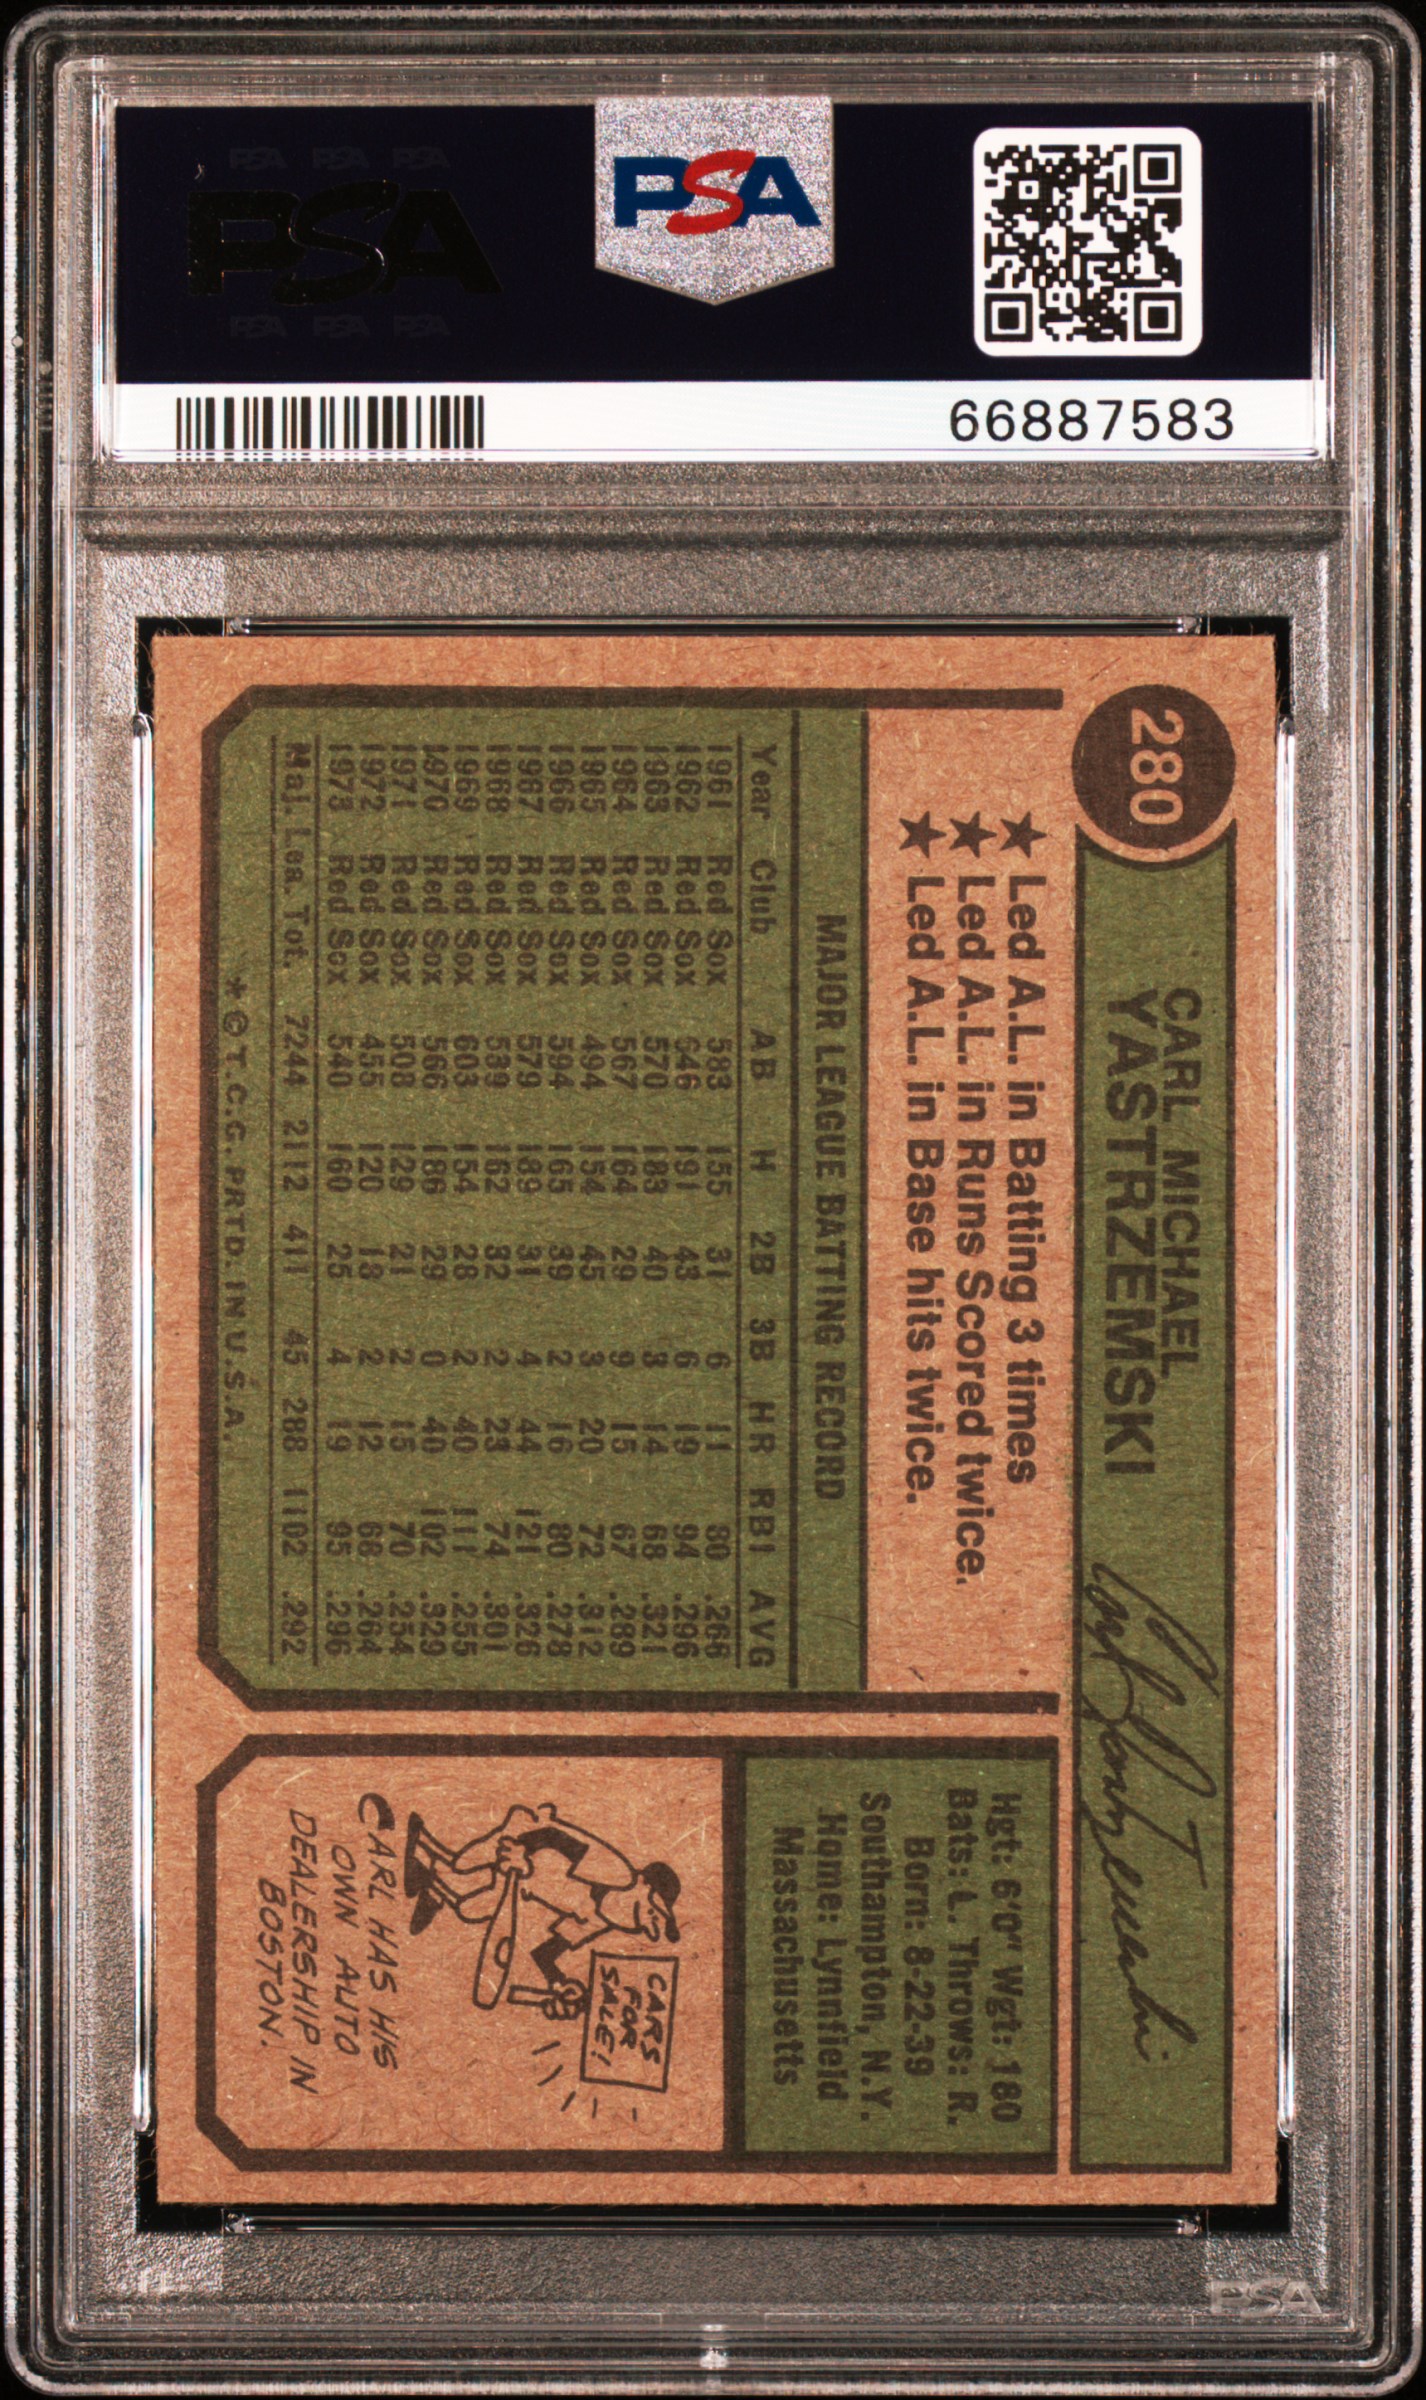 PSA PSA PSA
PSA
PSA PSA PSA
PSA
66887583
280
CARL MICHAEL
YASTRZEMSKI
Carl Yastrzemski
★ Led A.L. in Batting 3 times
★ Led A.L. in Runs Scored twice.
★ Led A.L. in Base hits twice.
MAJOR LEAGUE BATTING RECORD
Year Club AB H 2B 3B HR RBI AVG
1961 Red Sox 583 155 31 6 11 80 .266
1962 Red Sox 646 191 43 6 19 94 .296
1963 Red Sox 570 183 40 3 14 68 .321
1964 Red Sox 567 164 29 9 15 67 .289
1965 Red Sox 494 154 45 3 20 72 .312
1966 Red Sox 594 165 39 2 16 80 .278
1967 Red Sox 579 189 31 4 44 121 .326
1968 Red Sox 539 162 32 2 23 74 .301
1969 Red Sox 603 154 28 2 40 111 .255
1970 Red Sox 566 186 29 0 40 102 .329
1971 Red Sox 508 129 21 2 15 70 .254
1972 Red Sox 455 120 18 2 12 68 .264
1973 Red Sox 540 160 25 4 19 95 .296
Maj. Lea. Tot. 7244 2112 411 45 288 1102 .292
*© T.C.G. PRTD. IN U.S.A.
Hgt: 6'0" Wgt: 180
Bats: L. Throws: R.
Born: 8-22-39
Southampton, N.Y.
Home: Lynnfield
Massachusetts
CARS
FOR
SALE!
CARL HAS HIS
OWN AUTO
DEALERSHIP IN
BOSTON.
PSA